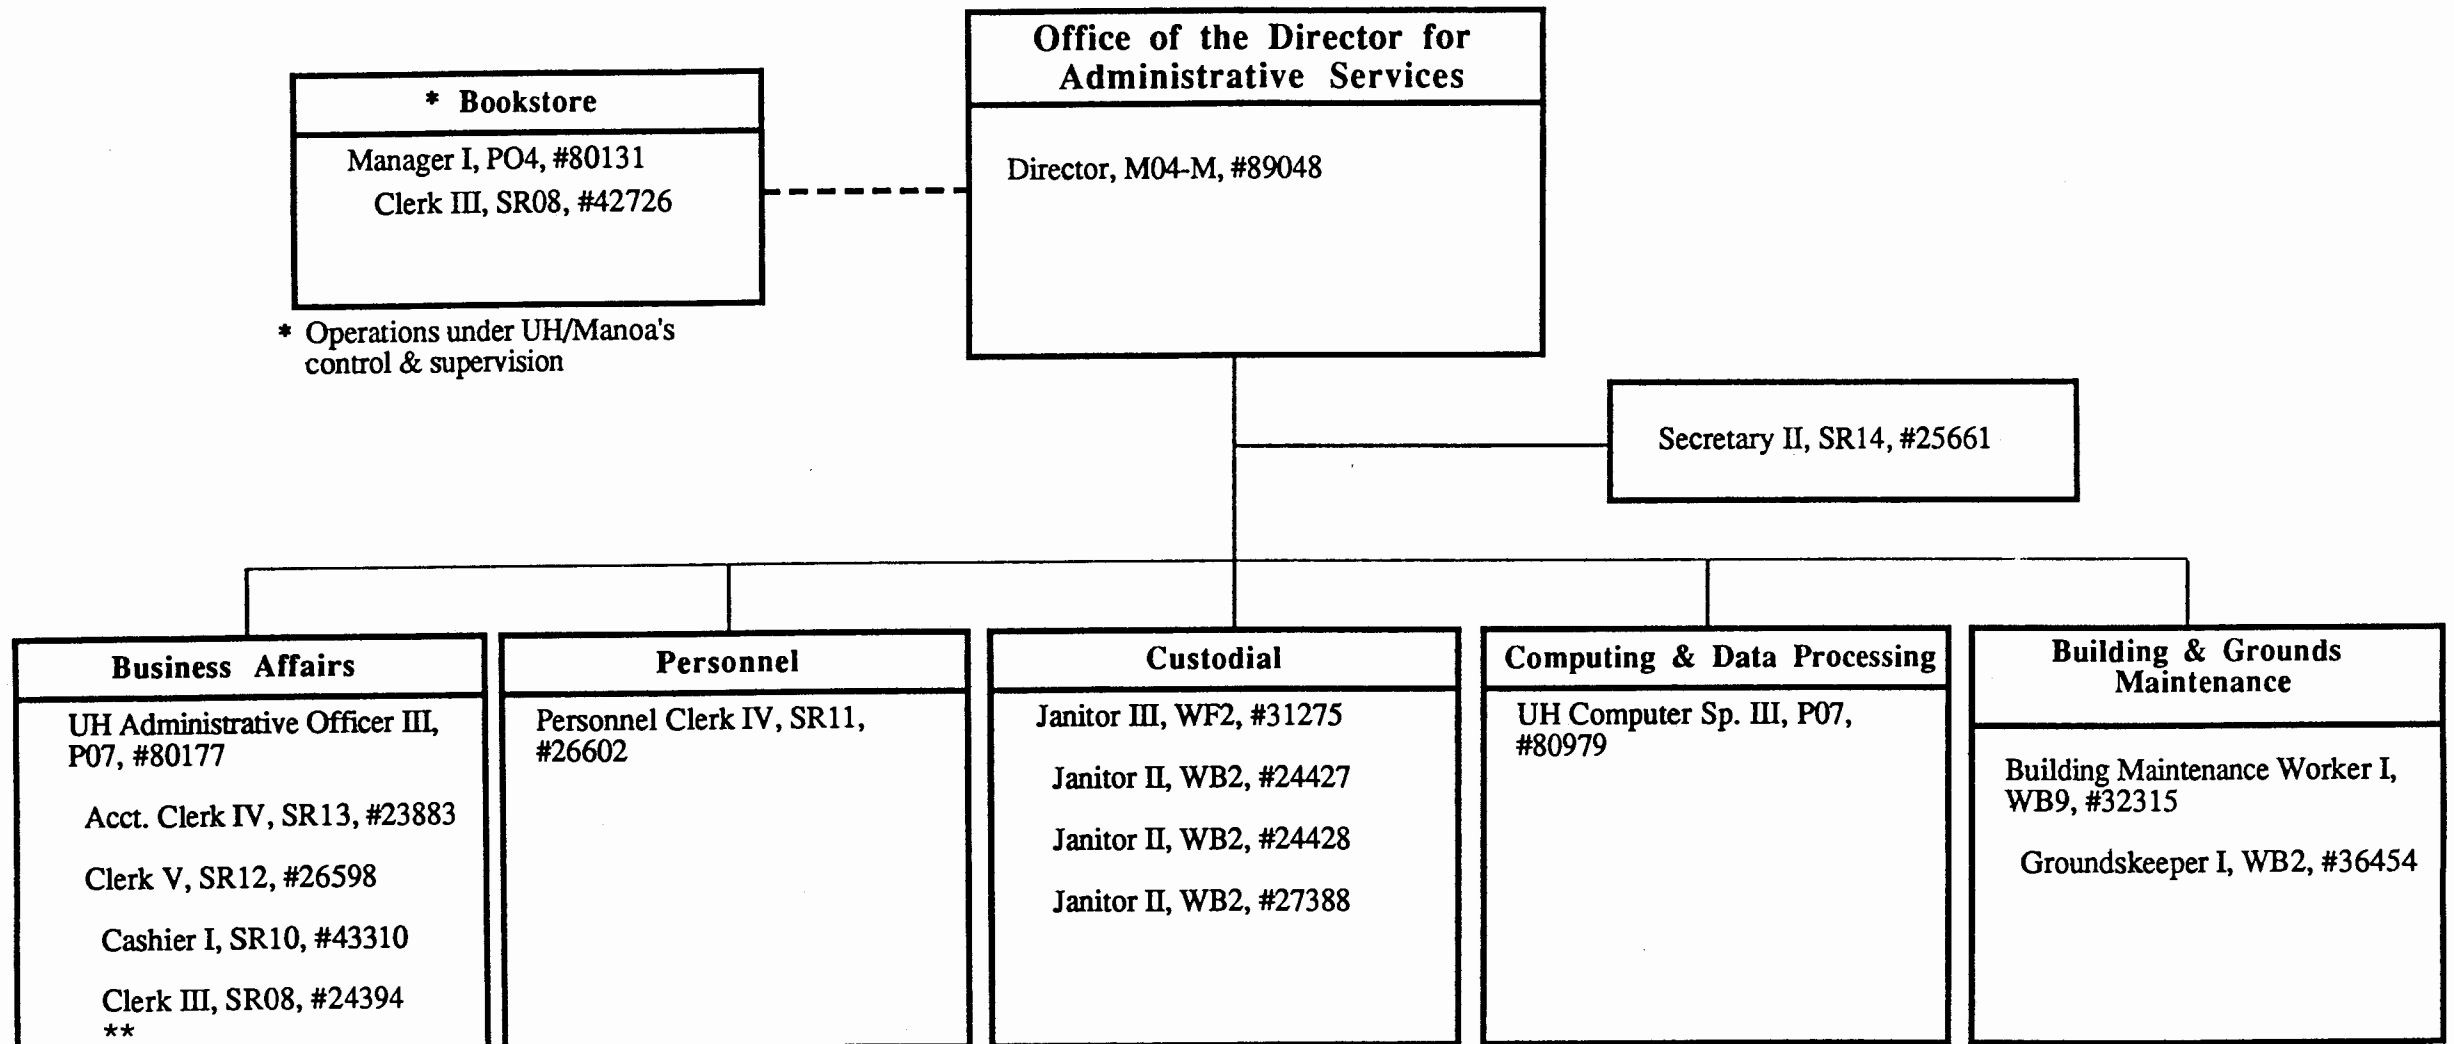 Office of the Director for
Administrative Services
Director, M04-M, #89048
* Bookstore
Manager I, PO4, #80131
Clerk III, SR08, #42726
* Operations under UH/Manoa's
control & supervision
Secretary II, SR14, #25661
Business Affairs
UH Administrative Officer III,
P07, #80177
Acct. Clerk IV, SR13, #23883
Clerk V, SR12, #26598
Cashier I, SR10, #43310
Clerk III, SR08, #24394
**
Personnel
Personnel Clerk IV, SR11,
#26602
Custodial
Janitor III, WF2, #31275
Janitor II, WB2, #24427
Janitor II, WB2, #24428
Janitor II, WB2, #27388
Computing & Data Processing
UH Computer Sp. III, P07,
#80979
Building & Grounds
Maintenance
Building Maintenance Worker I,
WB9, #32315
Groundskeeper I, WB2, #36454